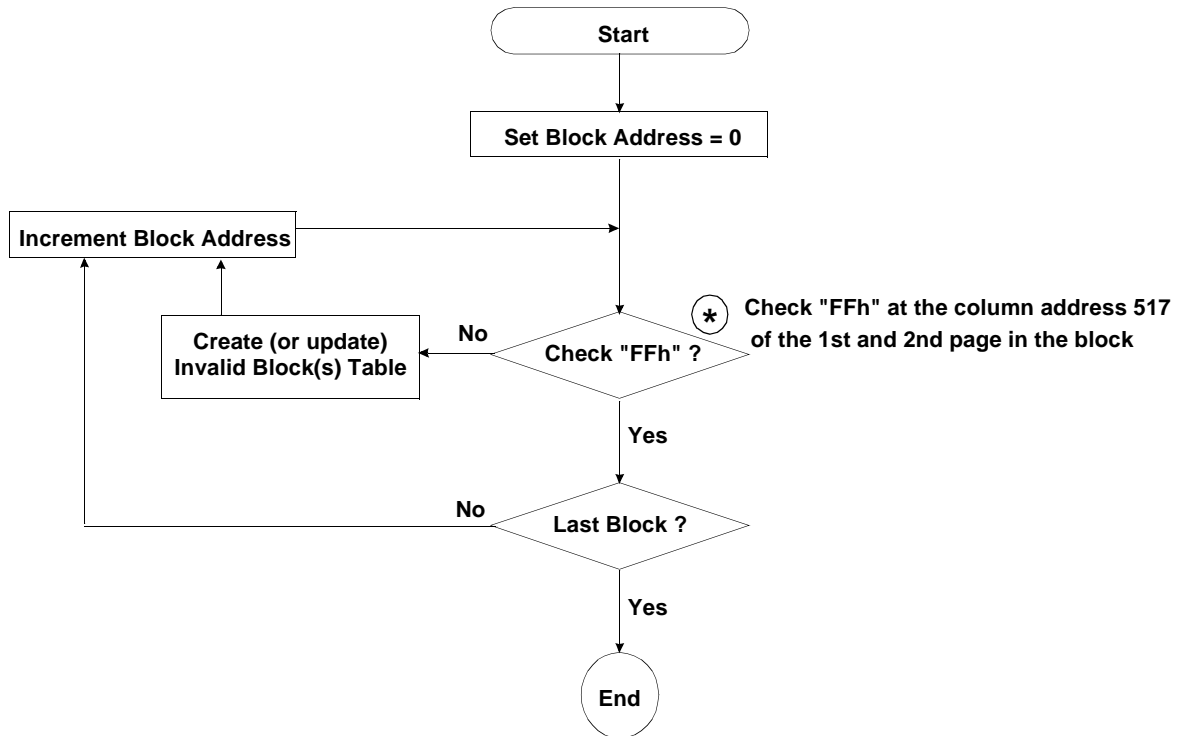 Start
Set Block Address = 0
Increment Block Address
* Check "FFh" at the column address 517
of the 1st and 2nd page in the block
No
Create (or update)
Invalid Block(s) Table
Check "FFh" ?
Yes
No
Last Block ?
Yes
End